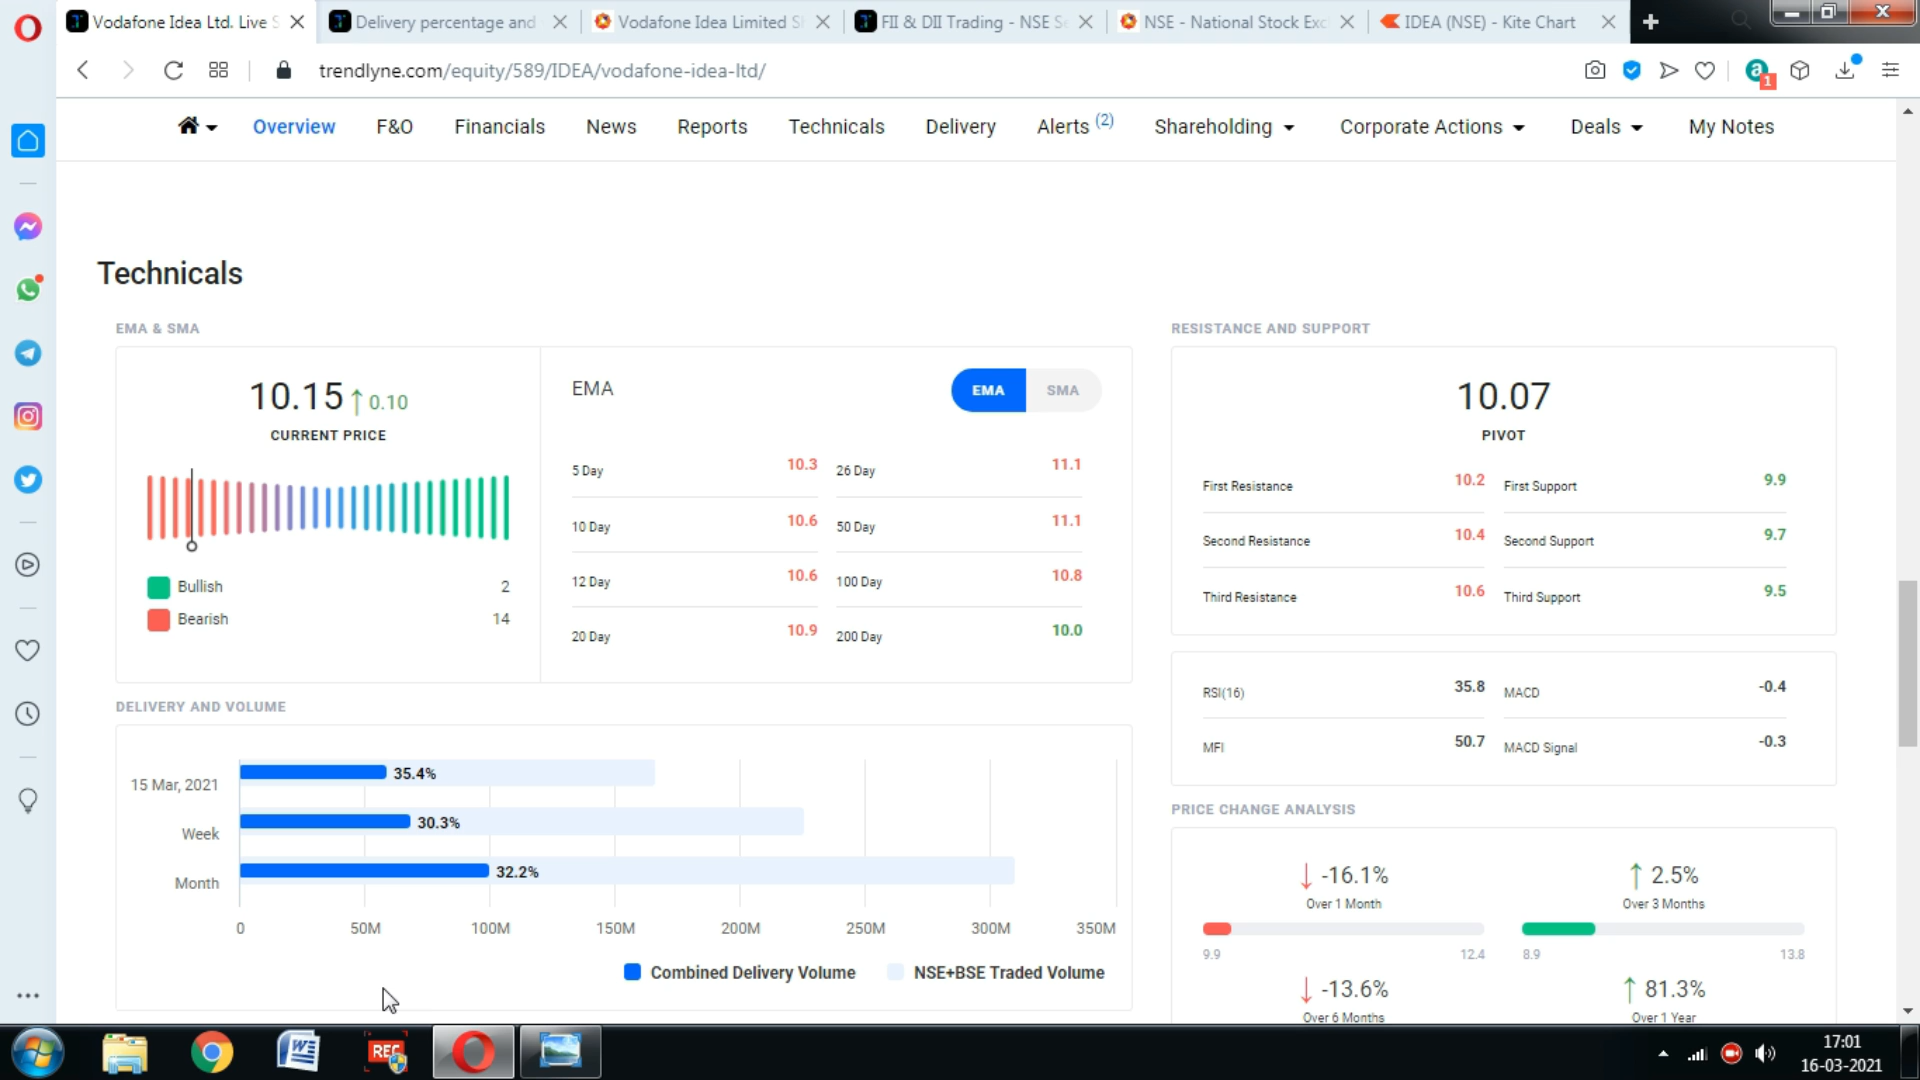 Vodafone Idea Ltd. Live S
Delivery percentage and
Vodafone Idea Limited Sh
FII & DII Trading - NSE Se
NSE - National Stock Exc
IDEA (NSE) - Kite Chart
trendlyne.com/equity/589/IDEA/vodafone-idea-ltd/
a 1
Overview F&O Financials News Reports Technicals Delivery Alerts (2) Shareholding Corporate Actions Deals My Notes
Technicals
EMA & SMA
10.15 ↑ 0.10
CURRENT PRICE
Bullish 2
Bearish 14
EMA
EMA SMA
5 Day 10.3 26 Day 11.1
10 Day 10.6 50 Day 11.1
12 Day 10.6 100 Day 10.8
20 Day 10.9 200 Day 10.0
RESISTANCE AND SUPPORT
10.07
PIVOT
First Resistance 10.2 First Support 9.9
Second Resistance 10.4 Second Support 9.7
Third Resistance 10.6 Third Support 9.5
RSI(16) 35.8 MACD -0.4
MFI 50.7 MACD Signal -0.3
DELIVERY AND VOLUME
15 Mar, 2021 35.4%
Week 30.3%
Month 32.2%
0 50M 100M 150M 200M 250M 300M 350M
Combined Delivery Volume NSE+BSE Traded Volume
PRICE CHANGE ANALYSIS
↓ -16.1%
Over 1 Month
9.9 12.4
↑ 2.5%
Over 3 Months
8.9 13.8
↓ -13.6%
Over 6 Months
↑ 81.3%
Over 1 Year
REC
17:01
16-03-2021